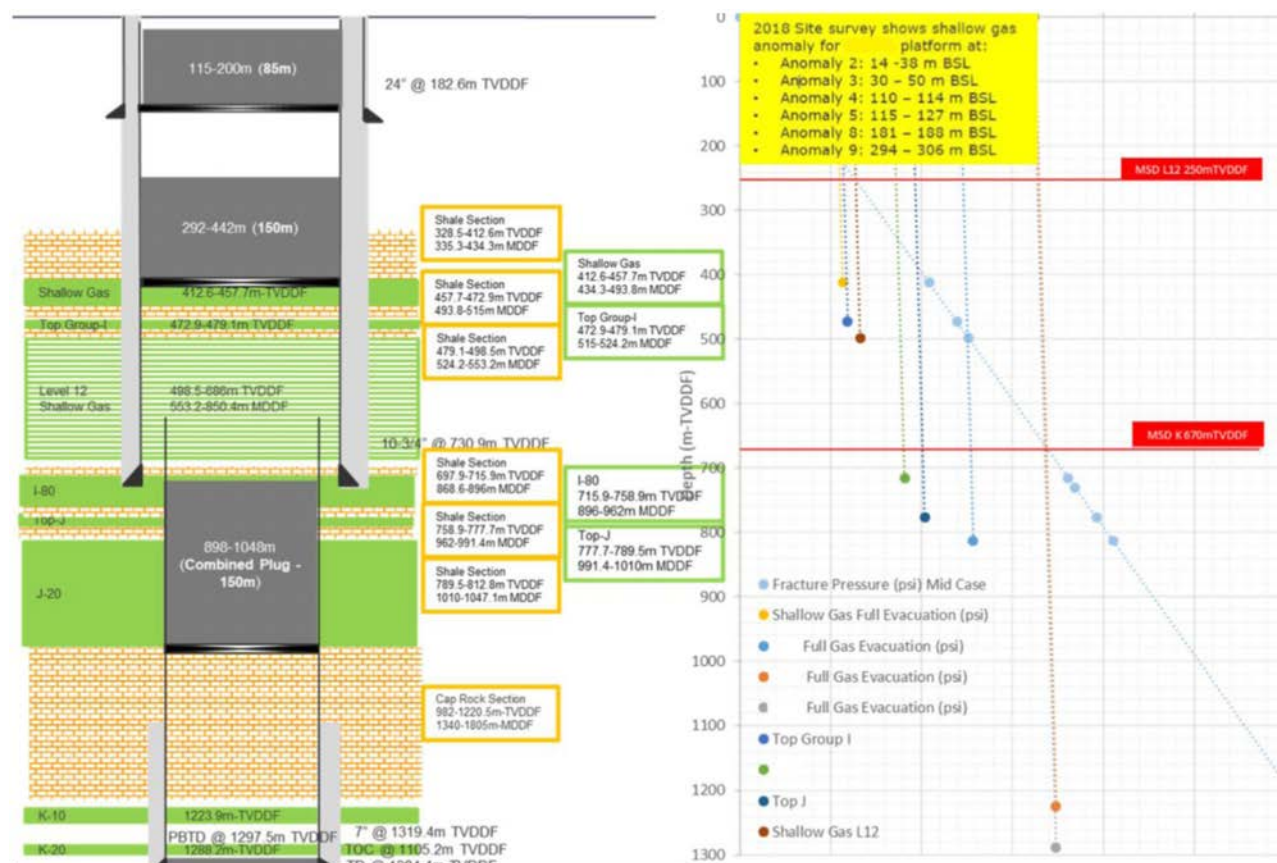 115-200m (85m)
24" @ 182.6m TVDDF
292-442m (150m)
Shale Section
328.5-412.6m TVDDF
335.3-434.3m MDDF
Shallow Gas 412.6-457.7m-TVDDF
Shale Section
457.7-472.9m TVDDF
493.8-515m MDDF
Shallow Gas
412.6-457.7m TVDDF
434.3-493.8m MDDF
Top Group-I 472.9-479.1m TVDDF
Shale Section
479.1-498.5m TVDDF
524.2-553.2m MDDF
Top Group-I
472.9-479.1m TVDDF
515-524.2m MDDF
Level 12 498.5-686m TVDDF
Shallow Gas 553.2-850.4m MDDF
10-3/4" @ 730.9m TVDDF
Shale Section
697.9-715.9m TVDDF
868.6-896m MDDF
I-80
I-80
715.9-758.9m TVDDF
896-962m MDDF
Top-J
Shale Section
758.9-777.7m TVDDF
962-991.4m MDDF
Top-J
777.7-789.5m TVDDF
991.4-1010m MDDF
898-1048m
(Combined Plug -
150m)
J-20
Shale Section
789.5-812.8m TVDDF
1010-1047.1m MDDF
Cap Rock Section
982-1220.5m-TVDDF
1340-1805m-MDDF
K-10 1223.9m-TVDDF
PBTD @ 1297.5m TVDDF
7" @ 1319.4m TVDDF
K-20 1288.2m-TVDDF
TOC @ 1105.2m TVDDF
2018 Site survey shows shallow gas
anomaly for platform at:
• Anomaly 2: 14 -38 m BSL
• Anomaly 3: 30 – 50 m BSL
• Anomaly 4: 110 – 114 m BSL
• Anomaly 5: 115 – 127 m BSL
• Anomaly 8: 181 – 188 m BSL
• Anomaly 9: 294 – 306 m BSL
0
100
200
300
400
500
600
700
800
900
1000
1100
1200
1300
Depth (m-TVDDF)
MSD L12 250mTVDDF
MSD K 670mTVDDF
Fracture Pressure (psi) Mid Case
Shallow Gas Full Evacuation (psi)
Full Gas Evacuation (psi)
Full Gas Evacuation (psi)
Full Gas Evacuation (psi)
Top Group I
Top J
Shallow Gas L12